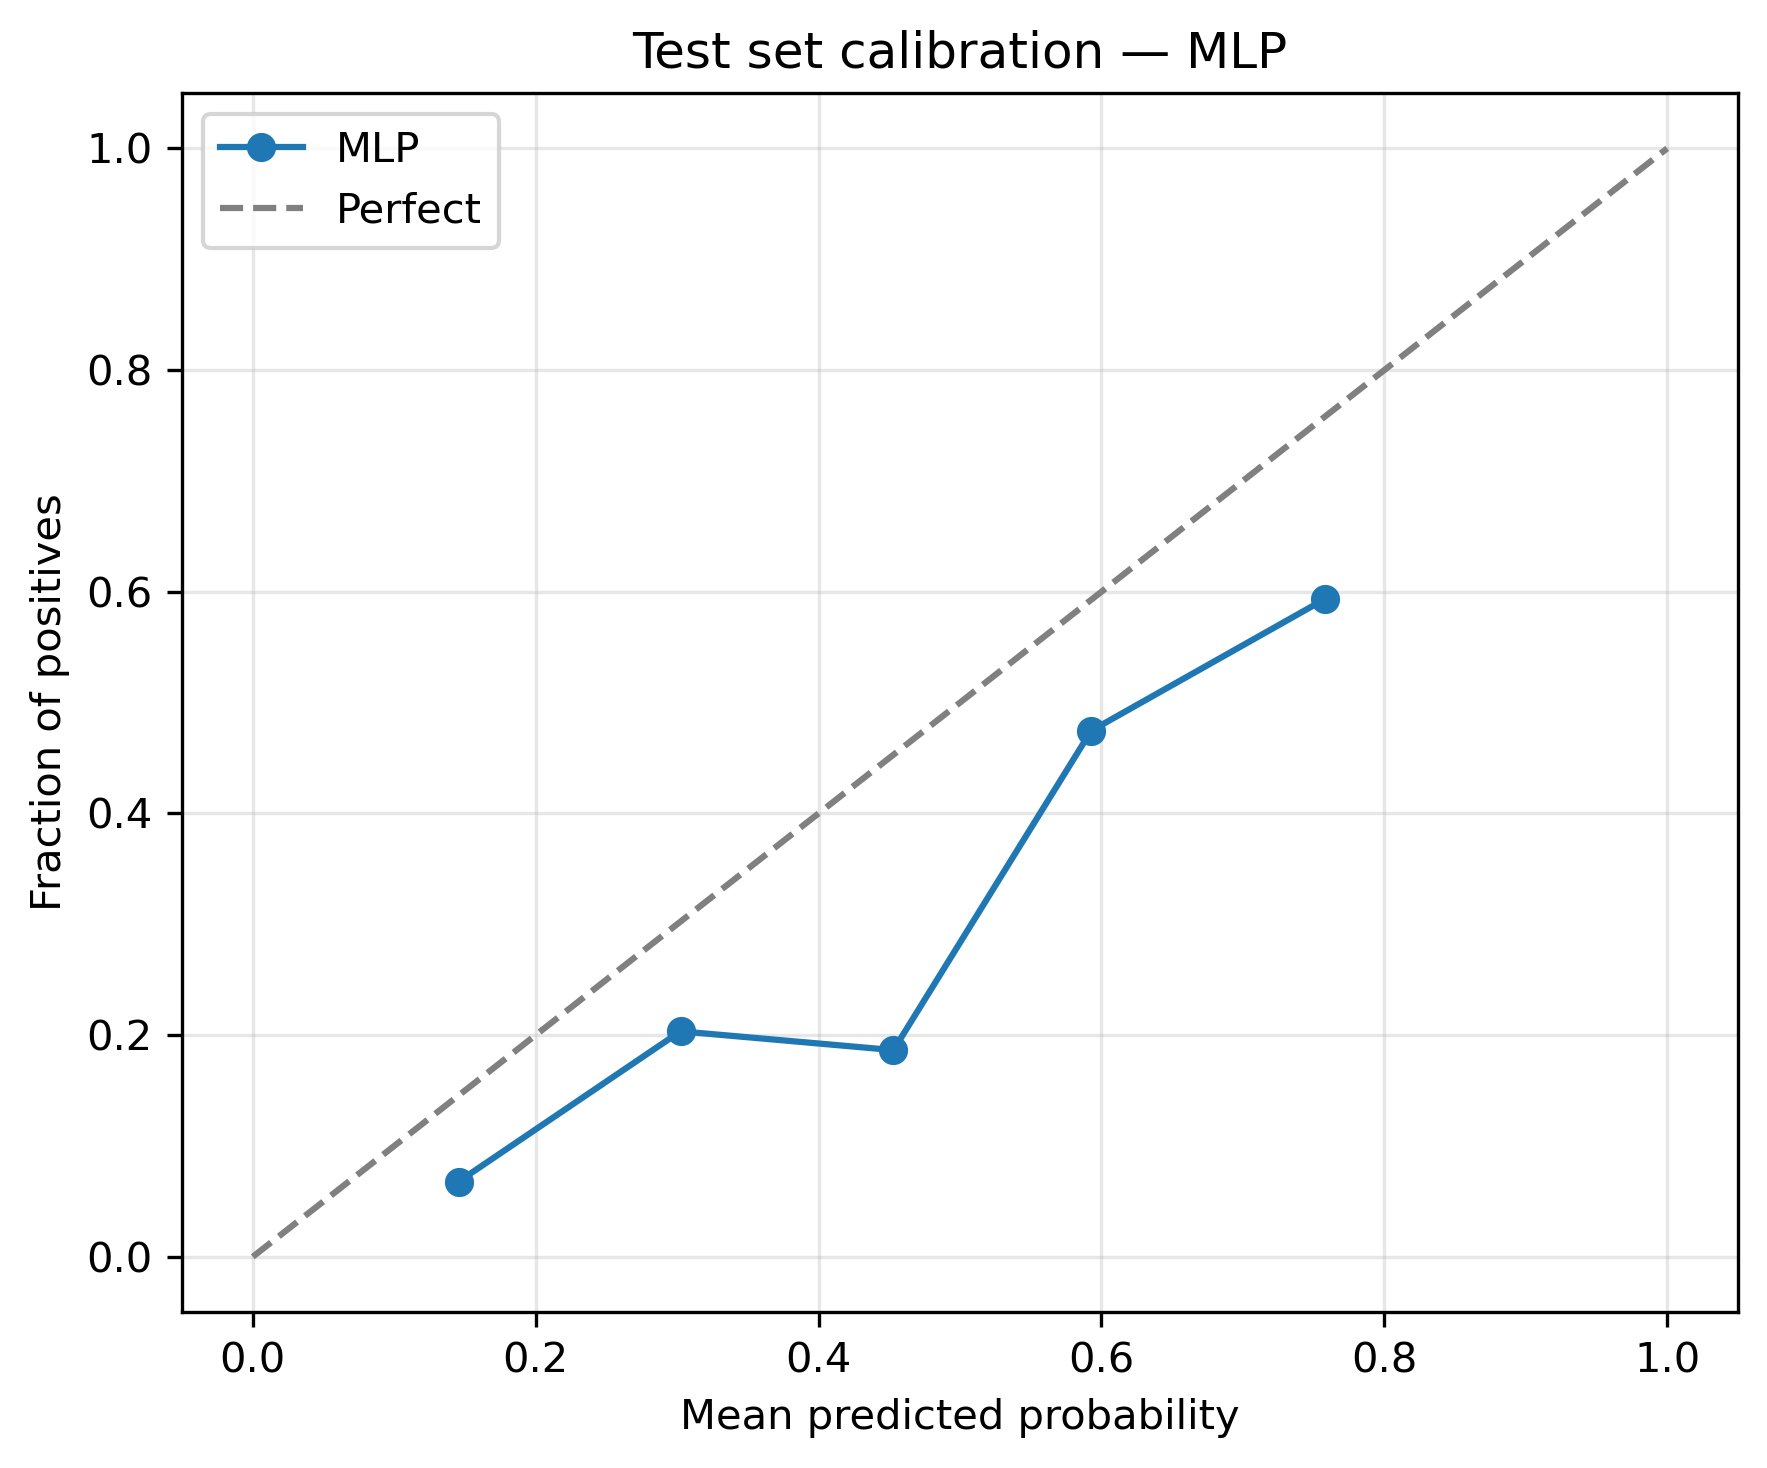 Test set calibration — MLP
MLP
Perfect
1.0
0.8
0.6
0.4
0.2
0.0
Fraction of positives
0.0 0.2 0.4 0.6 0.8 1.0
Mean predicted probability